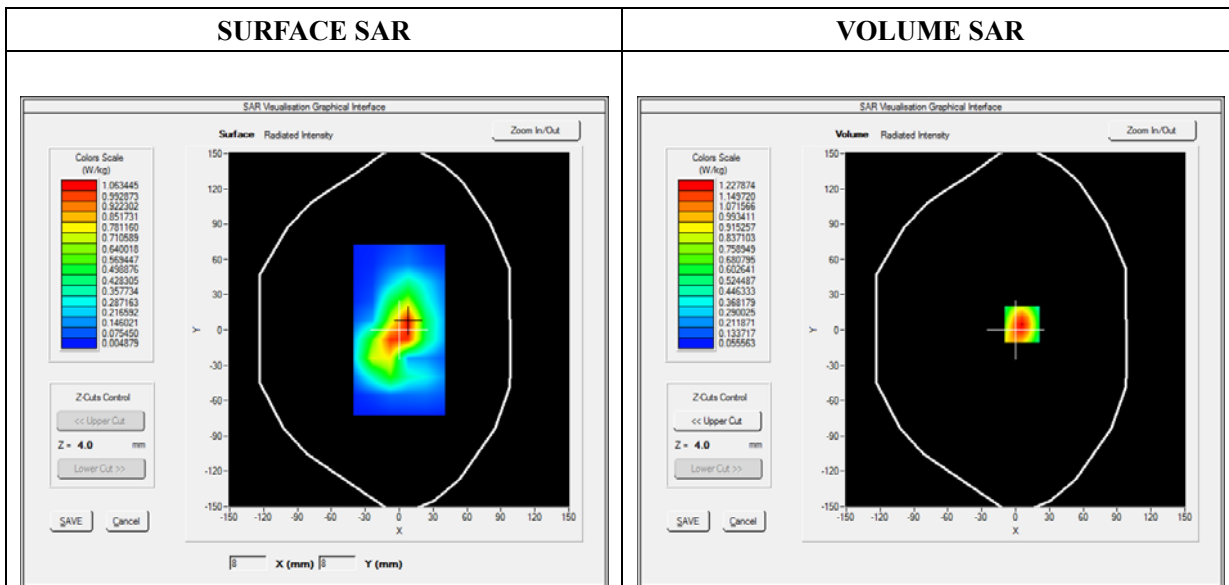 SURFACE SAR
VOLUME SAR
SAR Visualisation Graphical Interface
Surface Radiated Intensity
Zoom In/Out
Colors Scale
(W/kg)
1.063445
0.992873
0.922302
0.851731
0.781160
0.710589
0.640018
0.569447
0.498876
0.428305
0.357734
0.287163
0.216592
0.146021
0.075450
0.004879
Z-Cuts Control
<< Upper Cut
Z = 4.0 mm
Lower Cut >>
SAVE Cancel
150
120
90
60
30
0
-30
-60
-90
-120
-150
Y
-150 -120 -90 -60 -30 0 30 60 90 120 150
X
8 X (mm) 8 Y (mm)
SAR Visualisation Graphical Interface
Volume Radiated Intensity
Zoom In/Out
Colors Scale
(W/kg)
1.227874
1.149720
1.071566
0.993411
0.915257
0.837103
0.758949
0.680795
0.602641
0.524487
0.446333
0.368179
0.290025
0.211871
0.133717
0.055563
Z-Cuts Control
<< Upper Cut
Z = 4.0 mm
Lower Cut >>
SAVE Cancel
150
120
90
60
30
0
-30
-60
-90
-120
-150
Y
-150 -120 -90 -60 -30 0 30 60 90 120 150
X